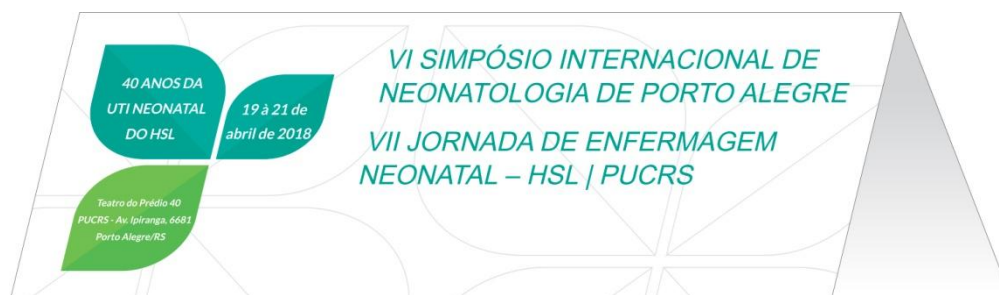 40 ANOS DA
UTI NEONATAL
DO HSL
19 à 21 de
abril de 2018
Teatro do Prédio 40
PUCRS - Av. Ipiranga, 6681
Porto Alegre/RS
VI SIMPÓSIO INTERNACIONAL DE
NEONATOLOGIA DE PORTO ALEGRE
VII JORNADA DE ENFERMAGEM
NEONATAL – HSL | PUCRS